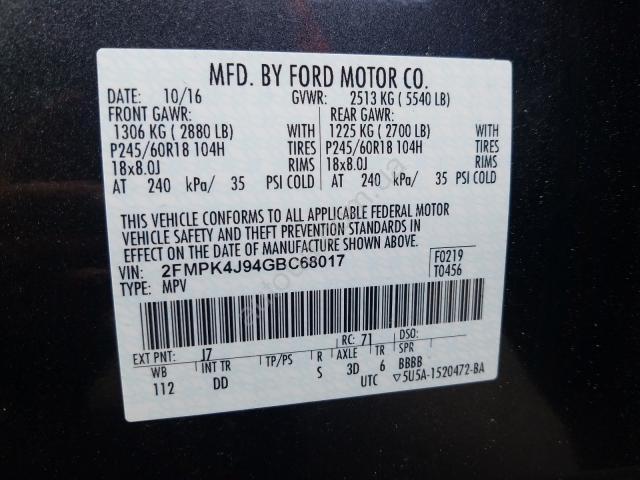 MFD. BY FORD MOTOR CO.
DATE: 10/16 GVWR: 2513 KG ( 5540 LB)
FRONT GAWR: REAR GAWR:
1306 KG ( 2880 LB) WITH 1225 KG ( 2700 LB) WITH
P245/60R18 104H TIRES P245/60R18 104H TIRES
18x8.0J RIMS 18x8.0J RIMS
AT 240 kPa/ 35 PSI COLD AT 240 kPa/ 35 PSI COLD
THIS VEHICLE CONFORMS TO ALL APPLICABLE FEDERAL MOTOR
VEHICLE SAFETY AND THEFT PREVENTION STANDARDS IN
EFFECT ON THE DATE OF MANUFACTURE SHOWN ABOVE.
VIN: 2FMPK4J94GBC68017 F0219
TYPE: MPV T0456
EXT PNT: J7 RC: 71 DSO:
WB INT TR TP/PS R AXLE TR SPR
112 DD S 3D 6 BBBB
UTC ▽5U5A-1520472-BA